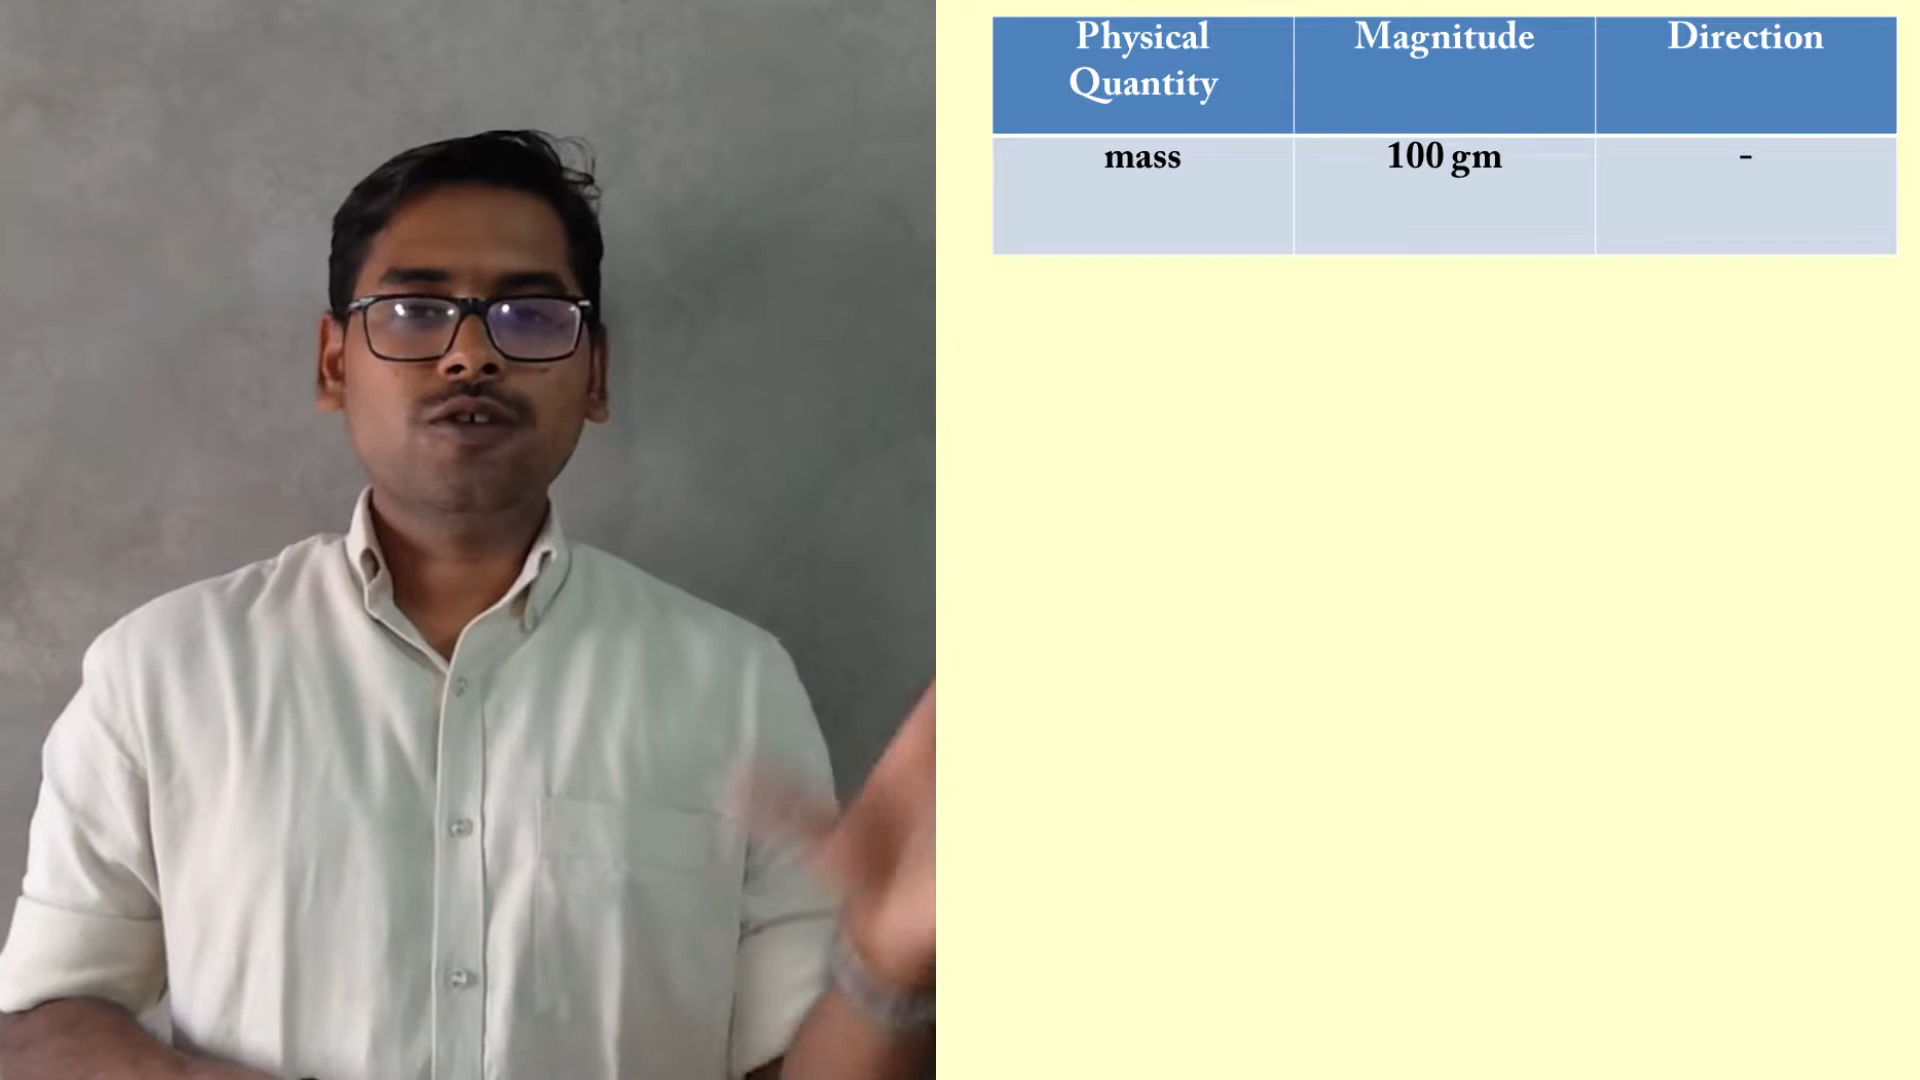 Physical Quantity
Magnitude
Direction
mass
100 gm
-